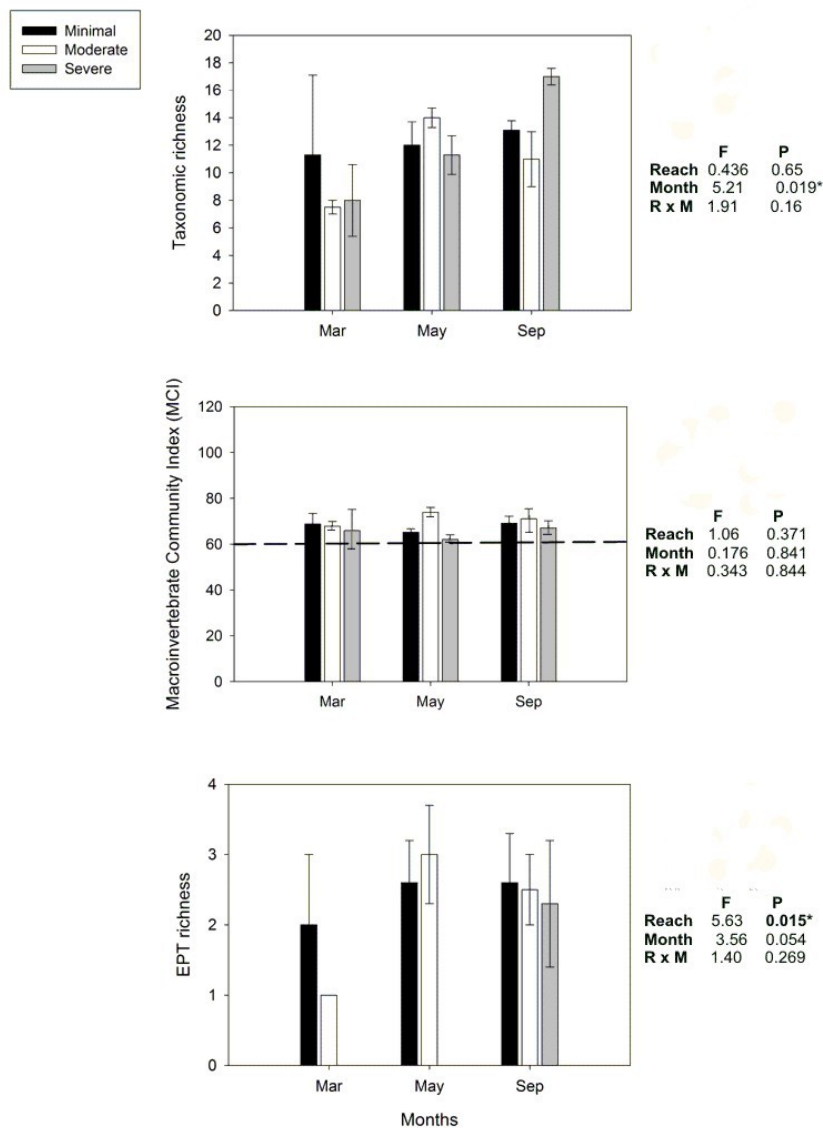 Minimal
Moderate
Severe
Taxonomic richness
20
18
16
14
12
10
8
6
4
2
0
Mar May Sep
F P
Reach 0.436 0.65
Month 5.21 0.019*
R x M 1.91 0.16
Macroinvertebrate Community Index (MCI)
120
100
80
60
40
20
0
Mar May Sep
F P
Reach 1.06 0.371
Month 0.176 0.841
R x M 0.343 0.844
EPT richness
4
3
2
1
0
Mar May Sep
Months
F P
Reach 5.63 0.015*
Month 3.56 0.054
R x M 1.40 0.269